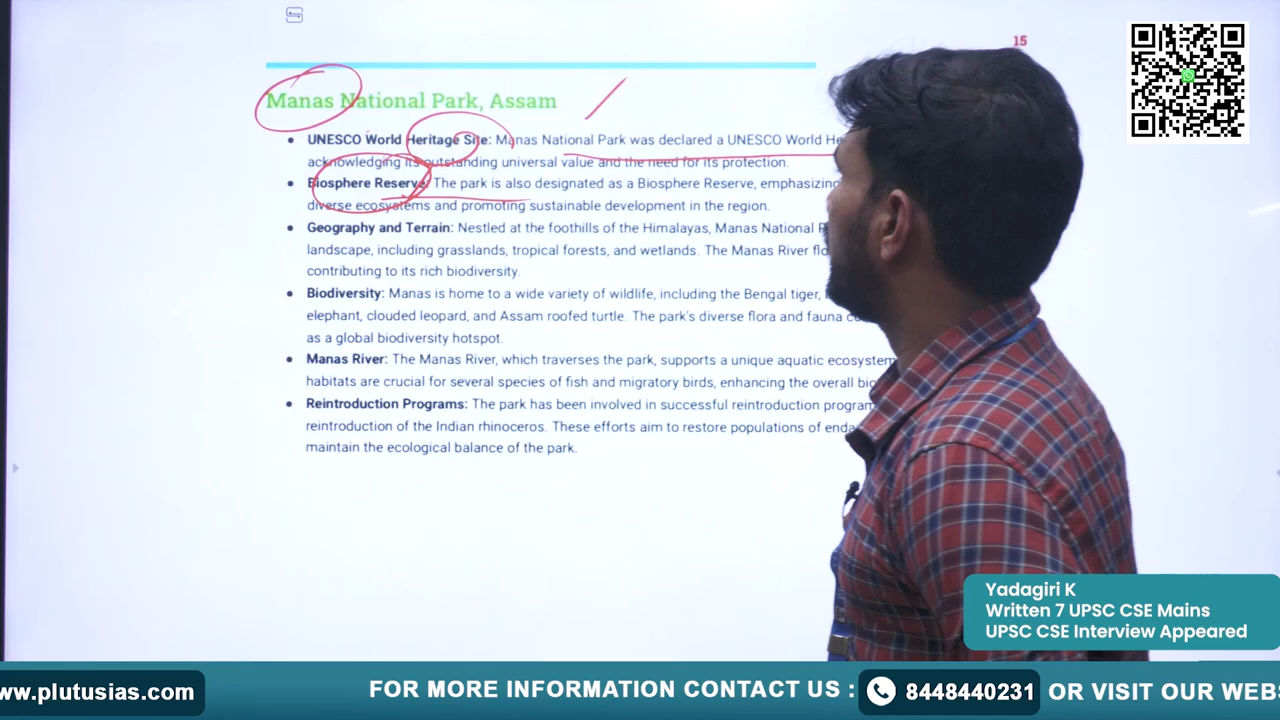 15
Manas National Park, Assam
UNESCO World Heritage Site: Manas National Park was declared a UNESCO World
acknowledging its outstanding universal value and the need for its protection.
Biosphere Reserve: The park is also designated as a Biosphere Reserve, emphasizing
diverse ecosystems and promoting sustainable development in the region.
Geography and Terrain: Nestled at the foothills of the Himalayas, Manas National
landscape, including grasslands, tropical forests, and wetlands. The Manas River
contributing to its rich biodiversity.
Biodiversity: Manas is home to a wide variety of wildlife, including the Bengal tiger,
elephant, clouded leopard, and Assam roofed turtle. The park's diverse flora and fauna
as a global biodiversity hotspot.
Manas River: The Manas River, which traverses the park, supports a unique aquatic ecosystem
habitats are crucial for several species of fish and migratory birds, enhancing the overall
Reintroduction Programs: The park has been involved in successful reintroduction
reintroduction of the Indian rhinoceros. These efforts aim to restore populations of
maintain the ecological balance of the park.
Yadagiri K
Written 7 UPSC CSE Mains
UPSC CSE Interview Appeared
ww.plutusias.com
FOR MORE INFORMATION CONTACT US :
8448440231
OR VISIT OUR